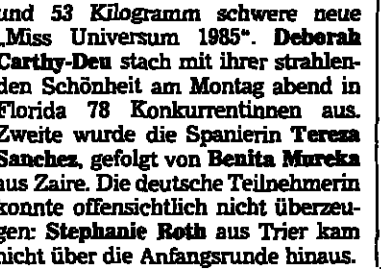 und 53 Kilogramm schwere neue
„Miss Universum 1985“. Deborah
Carthy-Deu stach mit ihrer strahlen-
den Schönheit am Montag abend in
Florida 78 Konkurrentinnen aus.
Zweite wurde die Spanierin Teresa
Sanchez, gefolgt von Benita Mureka
aus Zaire. Die deutsche Teilnehmerin
konnte offensichtlich nicht überzeu-
gen: Stephanie Roth aus Trier kam
nicht über die Anfangsrunde hinaus.